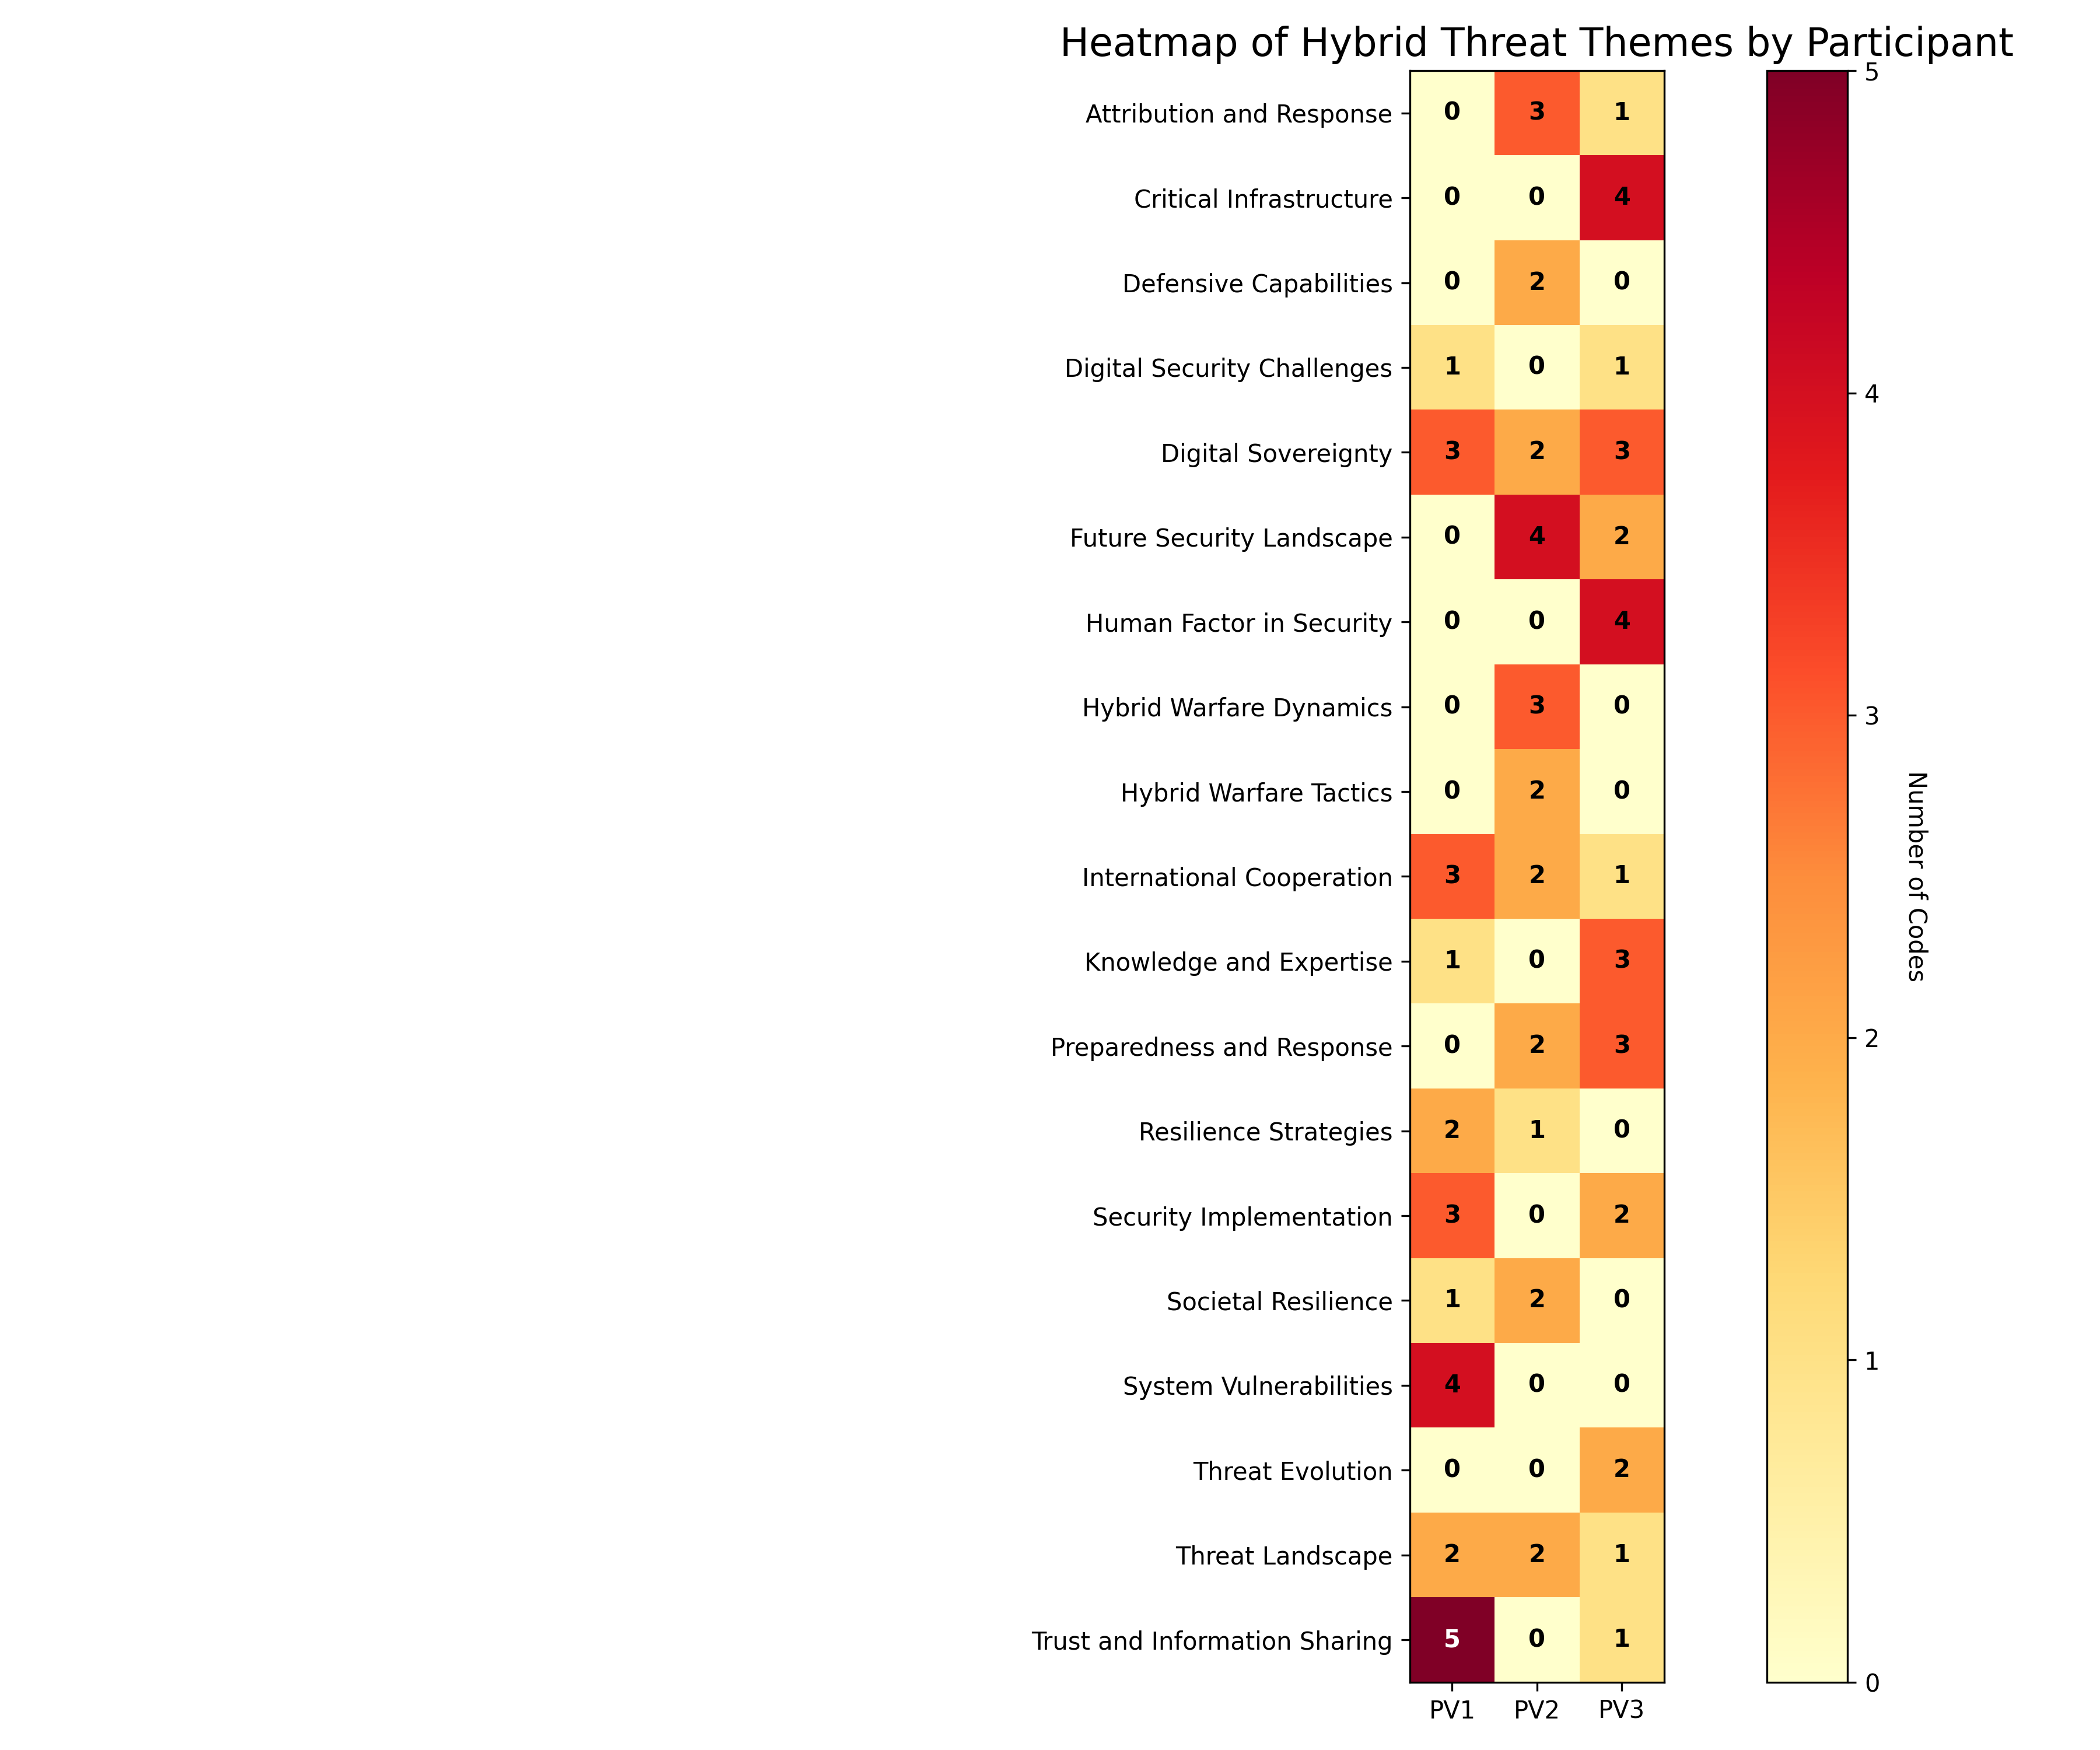 Heatmap of Hybrid Threat Themes by Participant
Attribution and Response 0 3 1
Critical Infrastructure 0 0 4
Defensive Capabilities 0 2 0
Digital Security Challenges 1 0 1
Digital Sovereignty 3 2 3
Future Security Landscape 0 4 2
Human Factor in Security 0 0 4
Hybrid Warfare Dynamics 0 3 0
Hybrid Warfare Tactics 0 2 0
International Cooperation 3 2 1
Knowledge and Expertise 1 0 3
Preparedness and Response 0 2 3
Resilience Strategies 2 1 0
Security Implementation 3 0 2
Societal Resilience 1 2 0
System Vulnerabilities 4 0 0
Threat Evolution 0 0 2
Threat Landscape 2 2 1
Trust and Information Sharing 5 0 1
PV1 PV2 PV3
5
4
3
2
1
0
Number of Codes